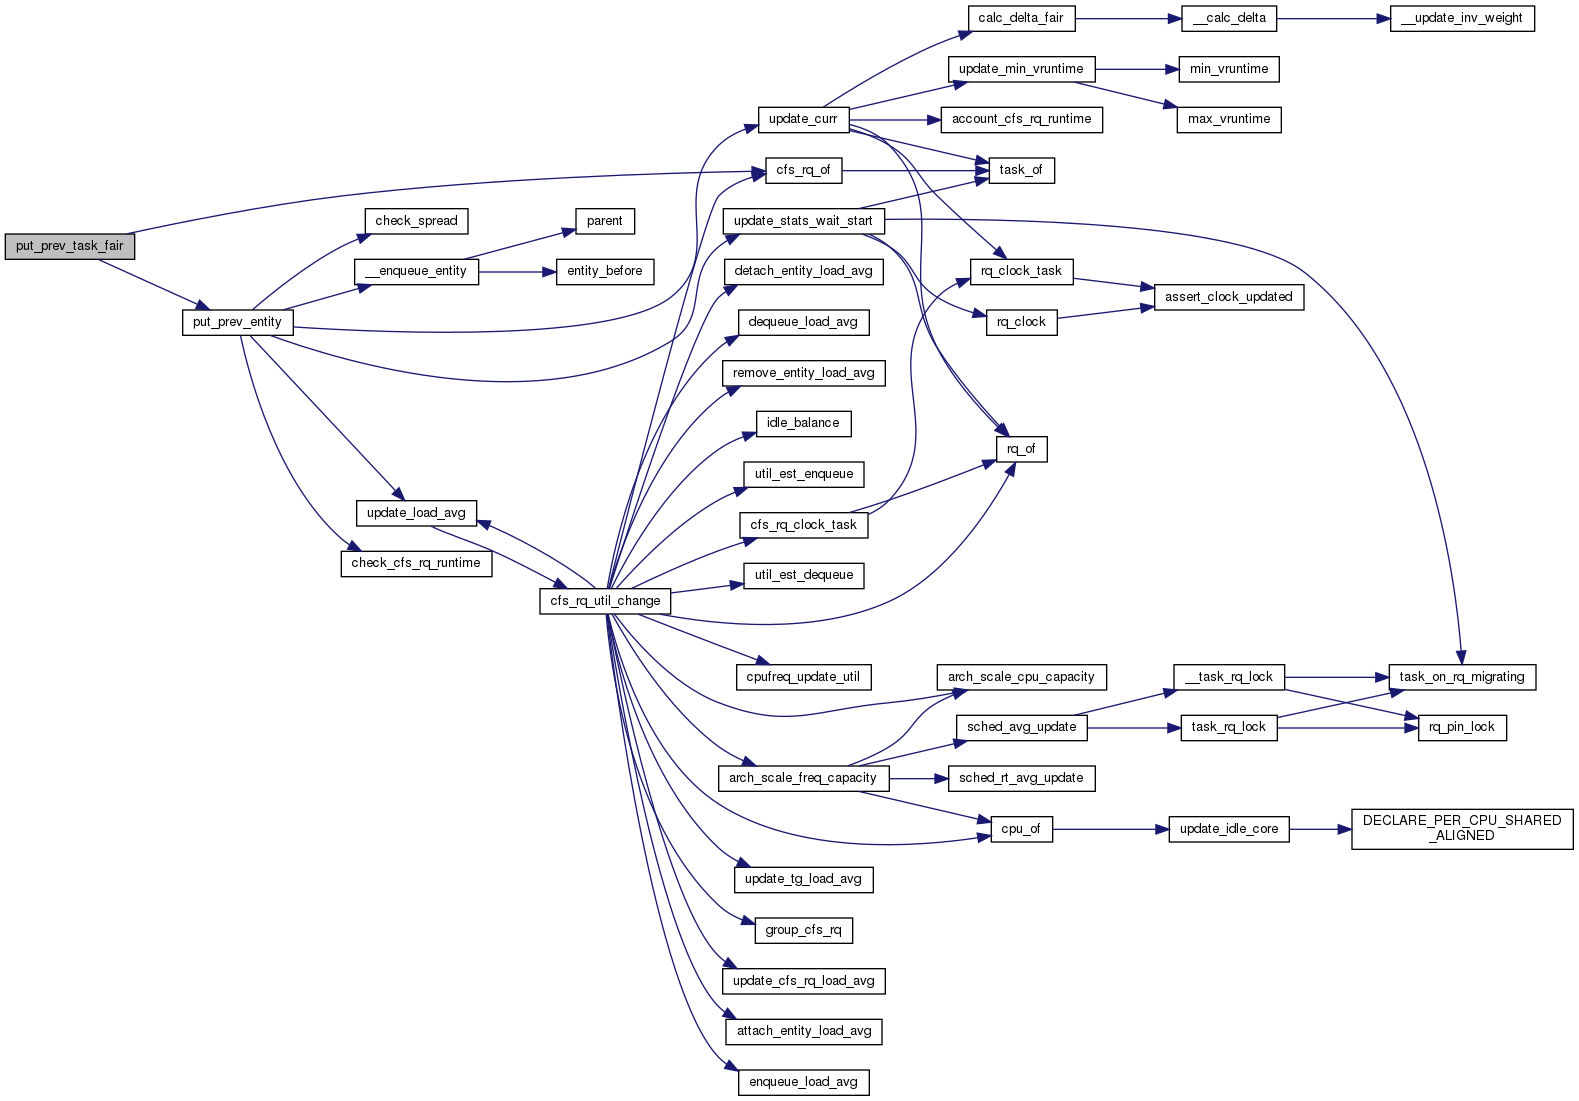 put_prev_task_fair
put_prev_entity
check_spread
__enqueue_entity
update_load_avg
check_cfs_rq_runtime
parent
entity_before
cfs_rq_util_change
update_curr
cfs_rq_of
update_stats_wait_start
detach_entity_load_avg
dequeue_load_avg
remove_entity_load_avg
idle_balance
util_est_enqueue
cfs_rq_clock_task
util_est_dequeue
cpufreq_update_util
arch_scale_freq_capacity
update_tg_load_avg
group_cfs_rq
update_cfs_rq_load_avg
attach_entity_load_avg
enqueue_load_avg
calc_delta_fair
update_min_vruntime
account_cfs_rq_runtime
task_of
rq_clock_task
rq_clock
rq_of
arch_scale_cpu_capacity
sched_avg_update
sched_rt_avg_update
cpu_of
__calc_delta
min_vruntime
max_vruntime
assert_clock_updated
__task_rq_lock
task_rq_lock
update_idle_core
__update_inv_weight
task_on_rq_migrating
rq_pin_lock
DECLARE_PER_CPU_SHARED
_ALIGNED